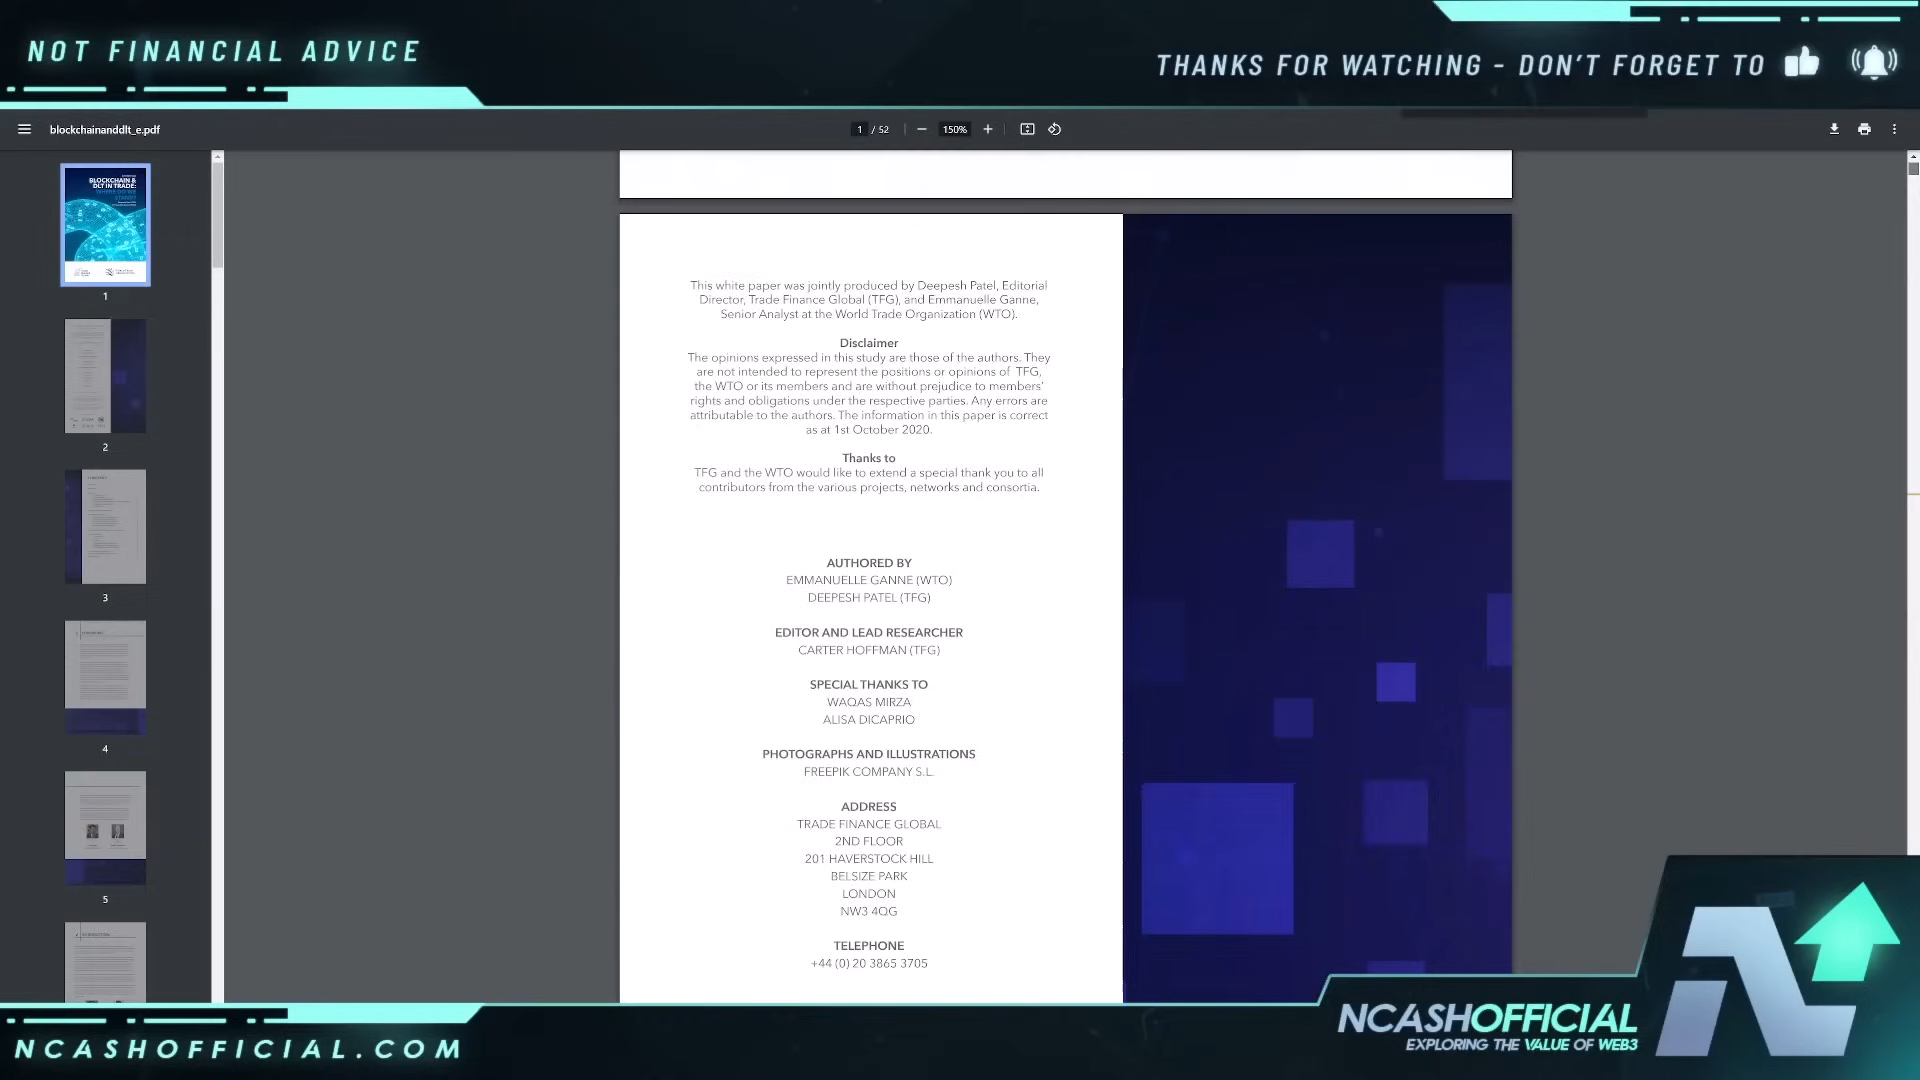 NOT FINANCIAL ADVICE
THANKS FOR WATCHING - DON'T FORGET TO
blockchainanddlt_e.pdf
1 / 52
150%
BLOCKCHAIN &
DLT IN TRADE:
1
2
3
4
5
This white paper was jointly produced by Deepesh Patel, Editorial
Director, Trade Finance Global (TFG), and Emmanuelle Ganne,
Senior Analyst at the World Trade Organization (WTO).
Disclaimer
The opinions expressed in this study are those of the authors. They
are not intended to represent the positions or opinions of TFG,
the WTO or its members and are without prejudice to members'
rights and obligations under the respective parties. Any errors are
attributable to the authors. The information in this paper is correct
as at 1st October 2020.
Thanks to
TFG and the WTO would like to extend a special thank you to all
contributors from the various projects, networks and consortia.
AUTHORED BY
EMMANUELLE GANNE (WTO)
DEEPESH PATEL (TFG)
EDITOR AND LEAD RESEARCHER
CARTER HOFFMAN (TFG)
SPECIAL THANKS TO
WAQAS MIRZA
ALISA DICAPRIO
PHOTOGRAPHS AND ILLUSTRATIONS
FREEPIK COMPANY S.L.
ADDRESS
TRADE FINANCE GLOBAL
2ND FLOOR
201 HAVERSTOCK HILL
BELSIZE PARK
LONDON
NW3 4QG
TELEPHONE
+44 (0) 20 3865 3705
NCASHOFFICIAL
EXPLORING THE VALUE OF WEB3
NCASHOFFICIAL.COM